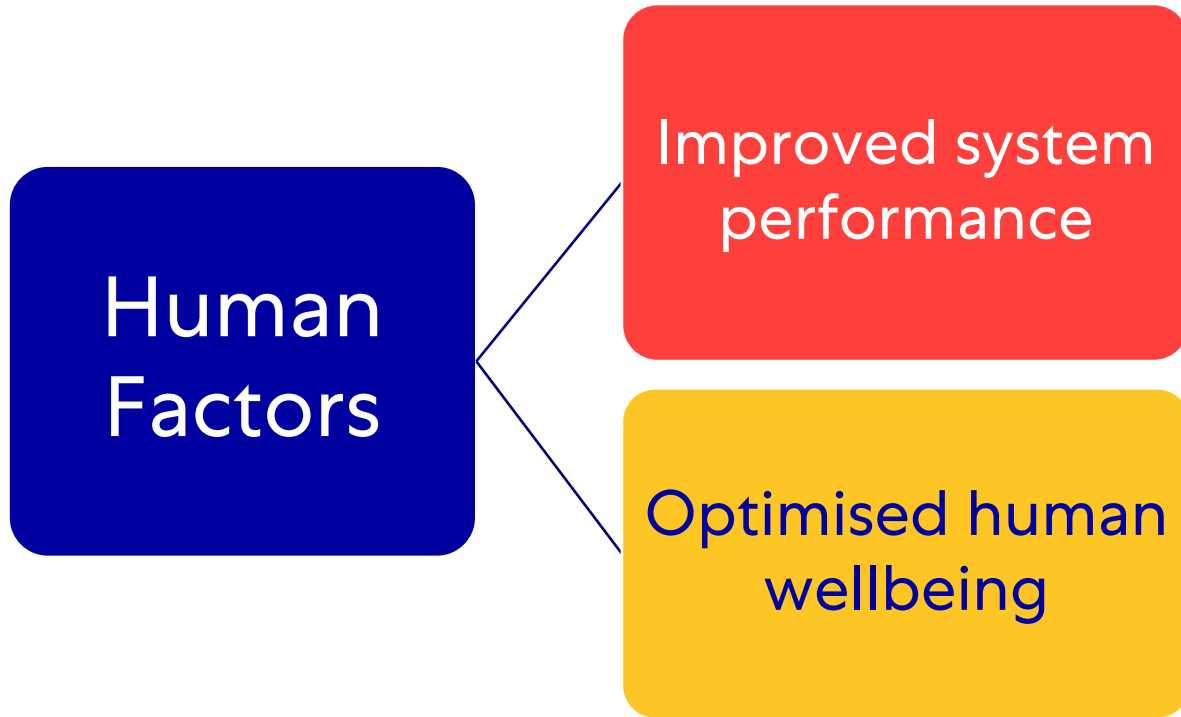 Human
Factors
Improved system
performance
Optimised human
wellbeing